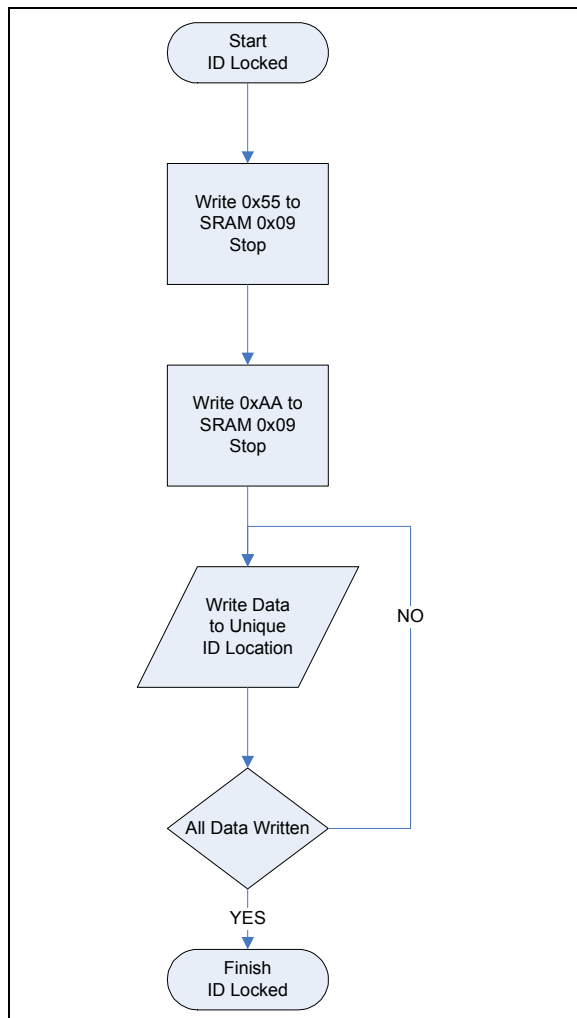 Start
ID Locked
Write 0x55 to
SRAM 0x09
Stop
Write 0xAA to
SRAM 0x09
Stop
Write Data
to Unique
ID Location
NO
All Data Written
YES
Finish
ID Locked